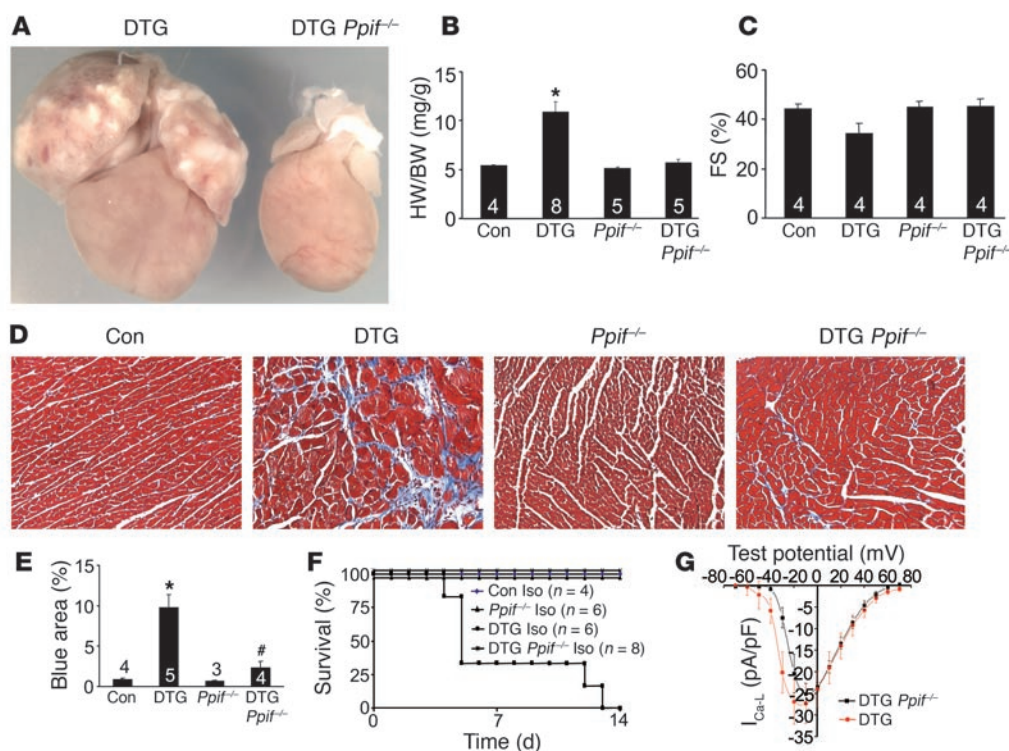 A
DTG
DTG Ppif–/–
B
HW/BW (mg/g)
15
10
5
0
*
4
8
5
5
Con
DTG
Ppif–/–
DTG
Ppif–/–
C
FS (%)
60
40
20
0
4
4
4
4
Con
DTG
Ppif–/–
DTG
Ppif–/–
D
Con
DTG
Ppif–/–
DTG Ppif–/–
E
Blue area (%)
15
10
5
0
4
*
5
3
#
4
Con
DTG
Ppif–/–
DTG
Ppif–/–
F
Survival (%)
100
75
50
25
0
Con Iso (n = 4)
Ppif–/– Iso (n = 6)
DTG Iso (n = 6)
DTG Ppif–/– Iso (n = 8)
0
7
14
Time (d)
G
Test potential (mV)
-80 -60 -40 -20 0 20 40 60 80
-5
-10
-15
-20
-25
-30
-35
ICa-L (pA/pF)
DTG Ppif–/–
DTG